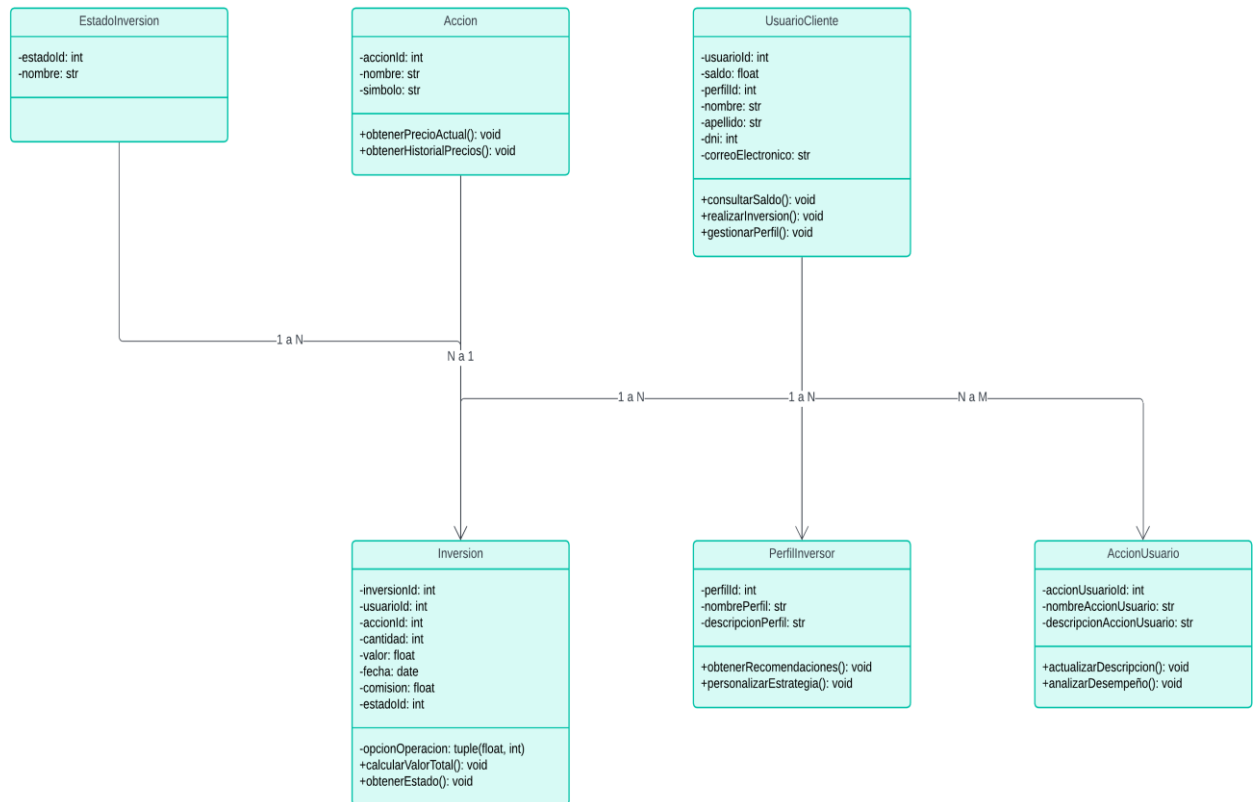 EstadoInversion
-estadoId: int
-nombre: str
Accion
-accionId: int
-nombre: str
-simbolo: str
+obtenerPrecioActual(): void
+obtenerHistorialPrecios(): void
UsuarioCliente
-usuarioId: int
-saldo: float
-perfilId: int
-nombre: str
-apellido: str
-dni: int
-correoElectronico: str
+consultarSaldo(): void
+realizarInversion(): void
+gestionarPerfil(): void
1 a N
N a 1
1 a N
1 a N
N a M
Inversion
-inversionId: int
-usuarioId: int
-accionId: int
-cantidad: int
-valor: float
-fecha: date
-comision: float
-estadoId: int
-opcionOperacion: tuple(float, int)
+calcularValorTotal(): void
+obtenerEstado(): void
PerfilInversor
-perfilId: int
-nombrePerfil: str
-descripcionPerfil: str
+obtenerRecomendaciones(): void
+personalizarEstrategia(): void
AccionUsuario
-accionUsuarioId: int
-nombreAccionUsuario: str
-descripcionAccionUsuario: str
+actualizarDescripcion(): void
+analizarDesempeño(): void